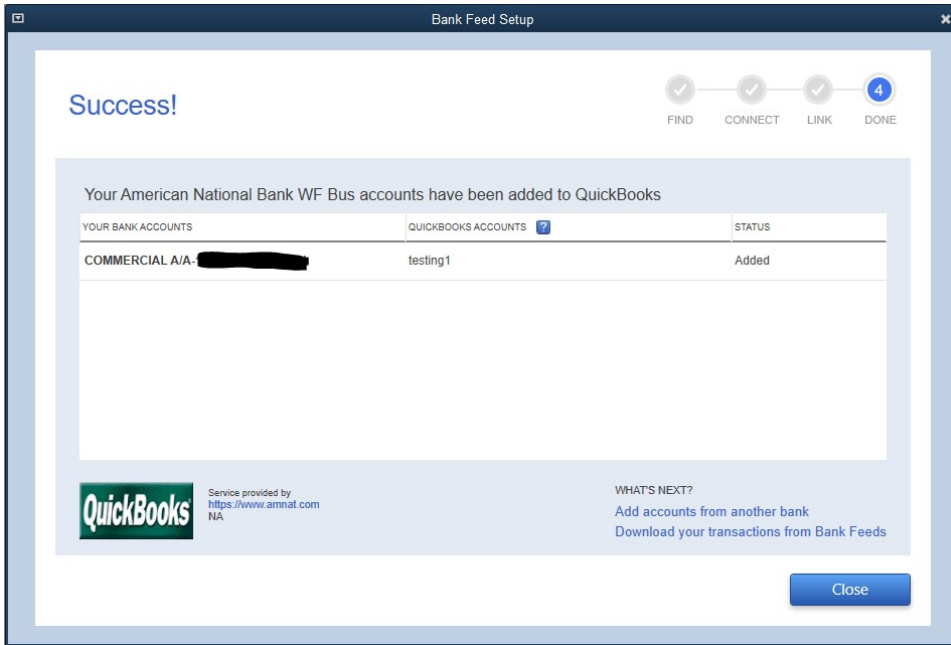 Bank Feed Setup
Success!
4
FIND CONNECT LINK DONE
Your American National Bank WF Bus accounts have been added to QuickBooks
YOUR BANK ACCOUNTS QUICKBOOKS ACCOUNTS ? STATUS
COMMERCIAL A/A- testing1 Added
QuickBooks
Service provided by
https://www.amnat.com
NA
WHAT'S NEXT?
Add accounts from another bank
Download your transactions from Bank Feeds
Close